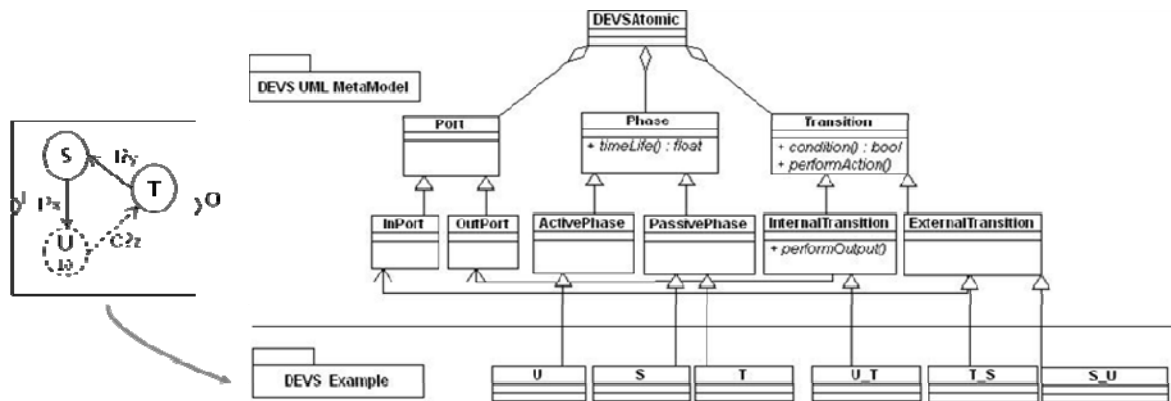 DEVSAtomic
DEVS UML MetaModel
Port
Phase
+ timeLife() : float
Transition
+ condition() : bool
+ performAction()
S
I?y
T
I?x
U
10
O
InPort
OutPort
ActivePhase
PassivePhase
InternalTransition
+ performOutput()
ExternalTransition
DEVS Example
U
S
T
U_T
T_S
S_U